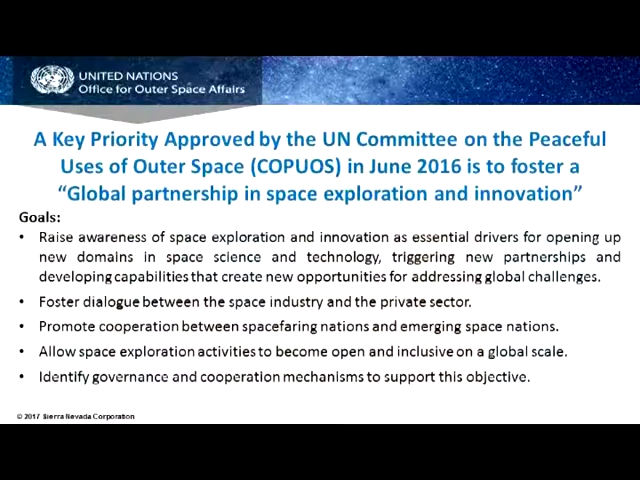 UNITED NATIONS
Office for Outer Space Affairs
A Key Priority Approved by the UN Committee on the Peaceful
Uses of Outer Space (COPUOS) in June 2016 is to foster a
“Global partnership in space exploration and innovation”
Goals:
• Raise awareness of space exploration and innovation as essential drivers for opening up
new domains in space science and technology, triggering new partnerships and
developing capabilities that create new opportunities for addressing global challenges.
• Foster dialogue between the space industry and the private sector.
• Promote cooperation between spacefaring nations and emerging space nations.
• Allow space exploration activities to become open and inclusive on a global scale.
• Identify governance and cooperation mechanisms to support this objective.
© 2017 Sierra Nevada Corporation